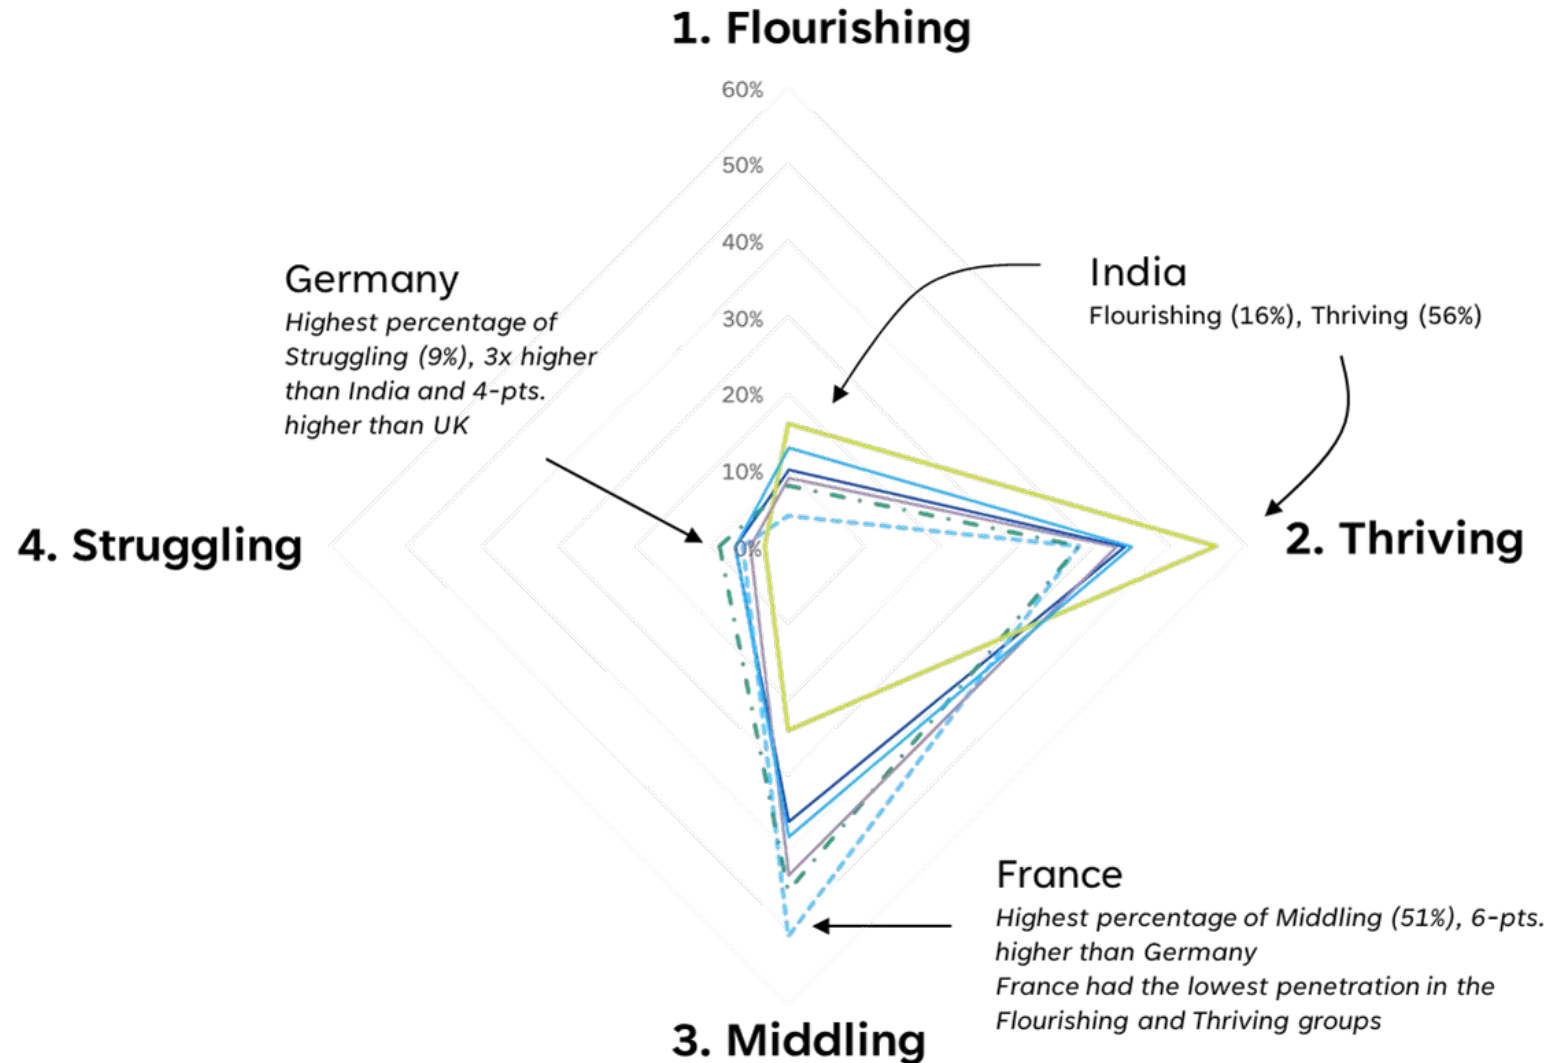 1. Flourishing
60%
50%
40%
30%
20%
10%
0%
Germany
Highest percentage of
Struggling (9%), 3x higher
than India and 4-pts.
higher than UK
India
Flourishing (16%), Thriving (56%)
4. Struggling
2. Thriving
France
Highest percentage of Middling (51%), 6-pts.
higher than Germany
France had the lowest penetration in the
Flourishing and Thriving groups
3. Middling